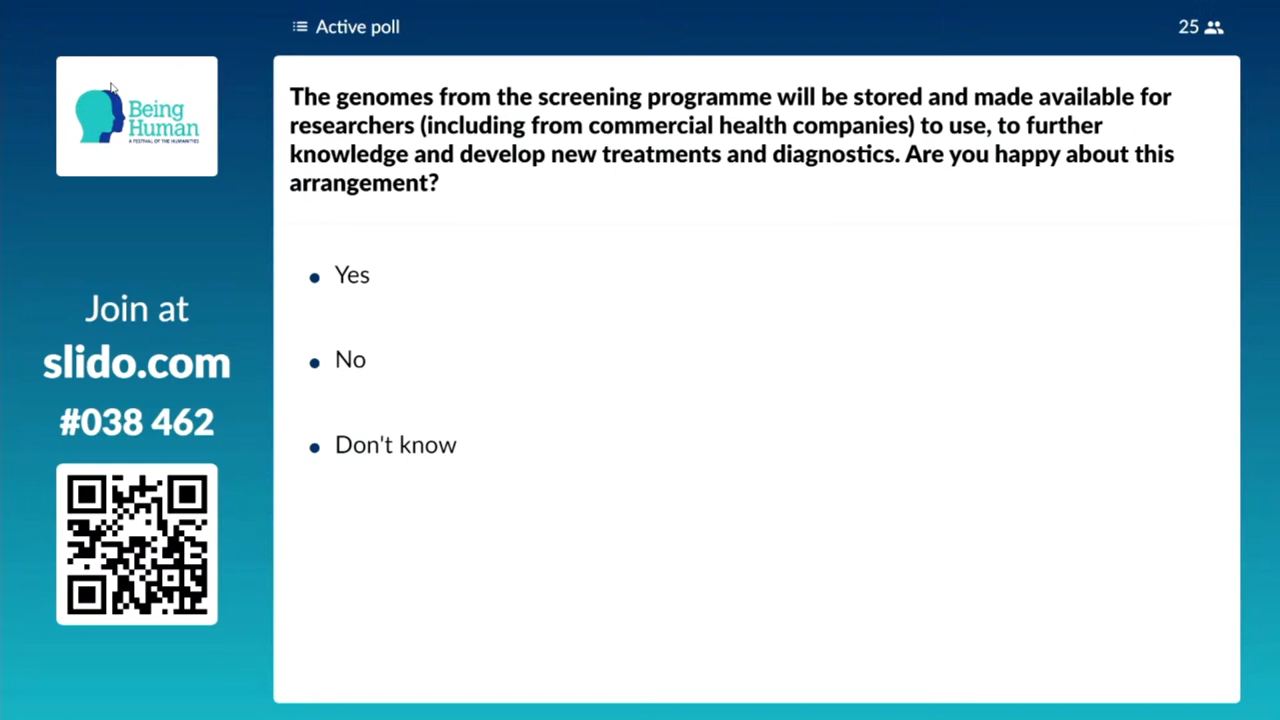 Active poll
25
Being
Human
A FESTIVAL OF THE HUMANITIES
The genomes from the screening programme will be stored and made available for
researchers (including from commercial health companies) to use, to further
knowledge and develop new treatments and diagnostics. Are you happy about this
arrangement?
Yes
No
Don't know
Join at
slido.com
#038 462